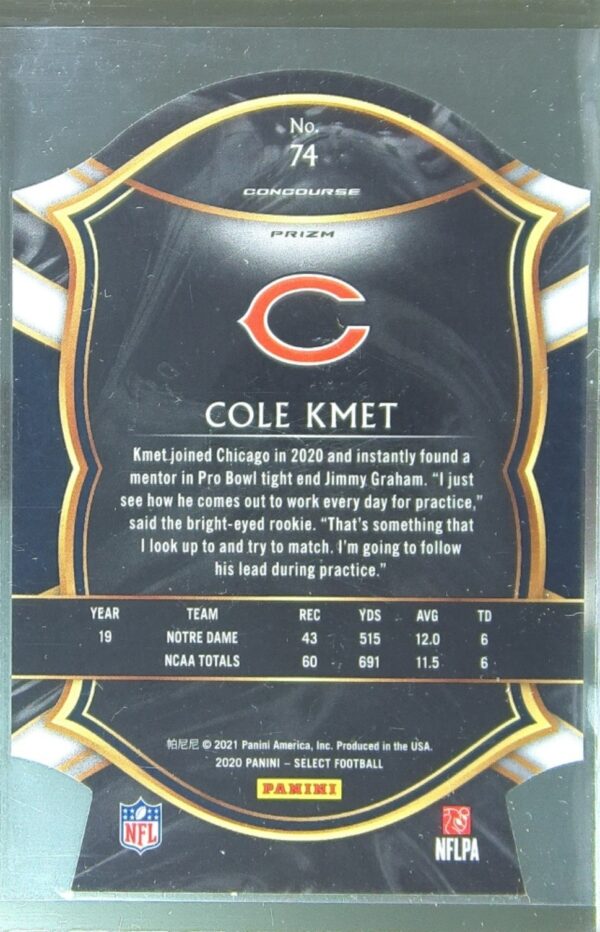 No.
74
CONCOURSE
PRIZM
COLE KMET
Kmet joined Chicago in 2020 and instantly found a
mentor in Pro Bowl tight end Jimmy Graham. “I just
see how he comes out to work every day for practice,”
said the bright-eyed rookie. “That’s something that
I look up to and try to match. I’m going to follow
his lead during practice.”
YEAR TEAM REC YDS AVG TD
19 NOTRE DAME 43 515 12.0 6
NCAA TOTALS 60 691 11.5 6
帕尼尼 © 2021 Panini America, Inc. Produced in the USA.
2020 PANINI – SELECT FOOTBALL
PANINI
NFL
NFLPA